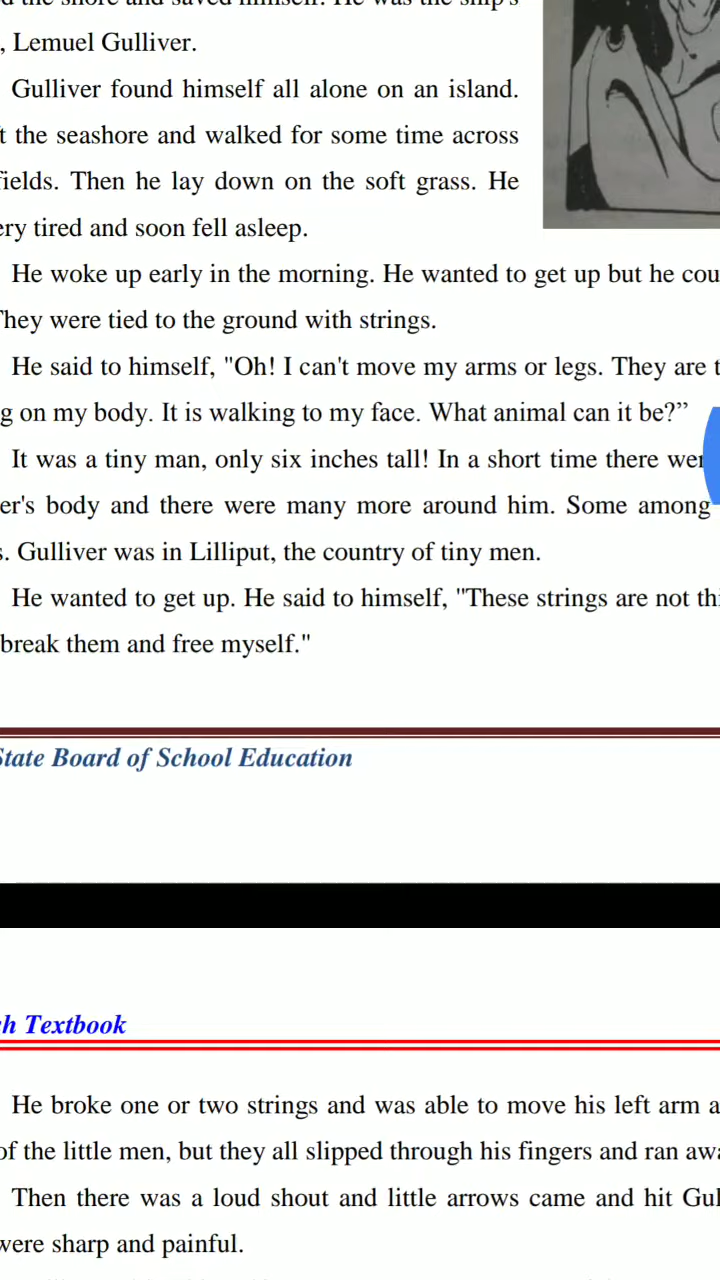 , Lemuel Gulliver.
Gulliver found himself all alone on an island.
the seashore and walked for some time across
fields. Then he lay down on the soft grass. He
ery tired and soon fell asleep.
He woke up early in the morning. He wanted to get up but he cou
They were tied to the ground with strings.
He said to himself, "Oh! I can't move my arms or legs. They are t
g on my body. It is walking to my face. What animal can it be?”
It was a tiny man, only six inches tall! In a short time there wer
er's body and there were many more around him. Some among
s. Gulliver was in Lilliput, the country of tiny men.
He wanted to get up. He said to himself, "These strings are not thi
break them and free myself."
State Board of School Education
h Textbook
He broke one or two strings and was able to move his left arm a
of the little men, but they all slipped through his fingers and ran awa
Then there was a loud shout and little arrows came and hit Gul
were sharp and painful.